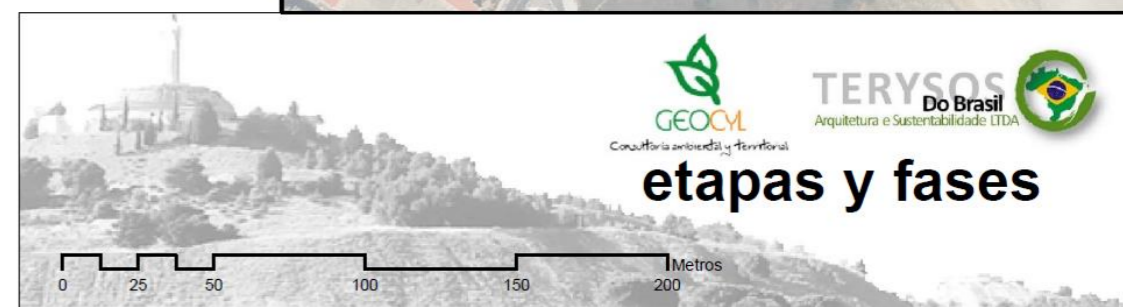 GEOCYL
Consultoría ambiental y territorial
TERYSOS
Do Brasil
Arquitetura e Sustentabilidade LTDA
etapas y fases
Metros
0 25 50 100 150 200